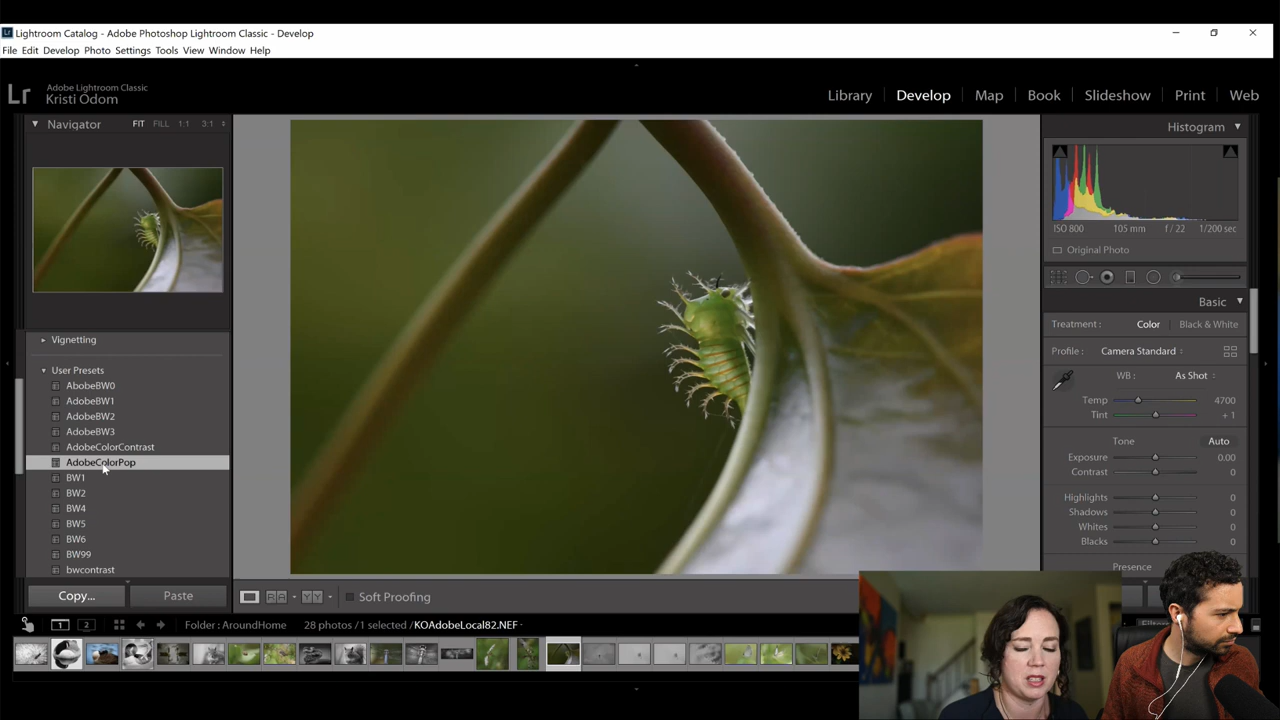 Lr Lightroom Catalog - Adobe Photoshop Lightroom Classic - Develop
File Edit Develop Photo Settings Tools View Window Help
Lr
Adobe Lightroom Classic
Kristi Odom
Library Develop Map Book Slideshow Print Web
Navigator FIT FILL 1:1 3:1
Vignetting
User Presets
AbobeBW0
AbobeBW1
AdobeBW2
AdobeBW3
AdobeColorContrast
AdobeColorPop
BW1
BW2
BW4
BW5
BW6
BW99
bwcontrast
Copy... Paste
Histogram
ISO 800 105 mm f / 22 1/200 sec
Original Photo
Basic
Treatment : Color Black & White
Profile : Camera Standard
WB : As Shot
Temp 4700
Tint + 1
Tone Auto
Exposure 0.00
Contrast 0
Highlights 0
Shadows 0
Whites 0
Blacks 0
Presence
Soft Proofing
1 2 Folder : AroundHome 28 photos / 1 selected / KOAdobeLocal82.NEF